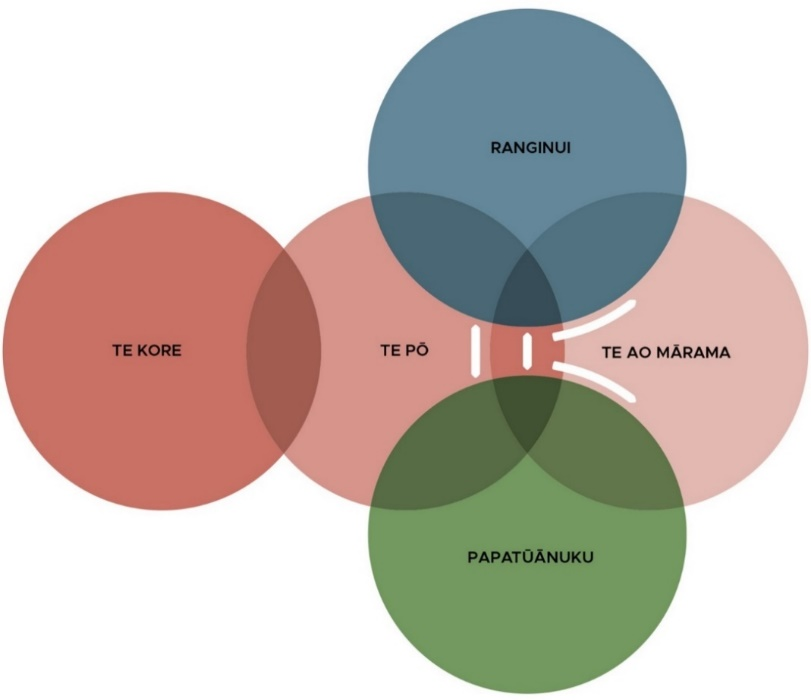 RANGINUI
TE KORE
TE PŌ
TE AO MĀRAMA
PAPATŪĀNUKU